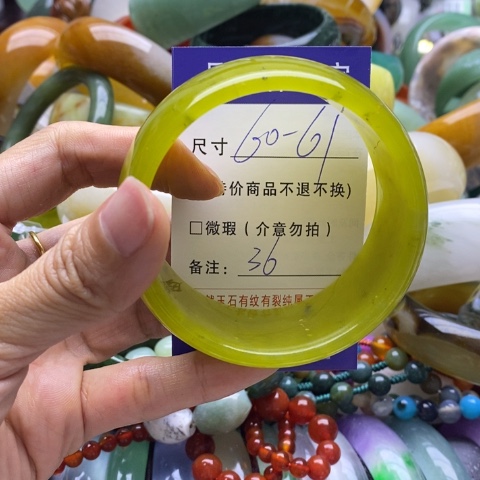 尺寸 60-61
价商品不退不换)
□微瑕(介意勿拍)
备注: 36
玉石有纹有裂纯属